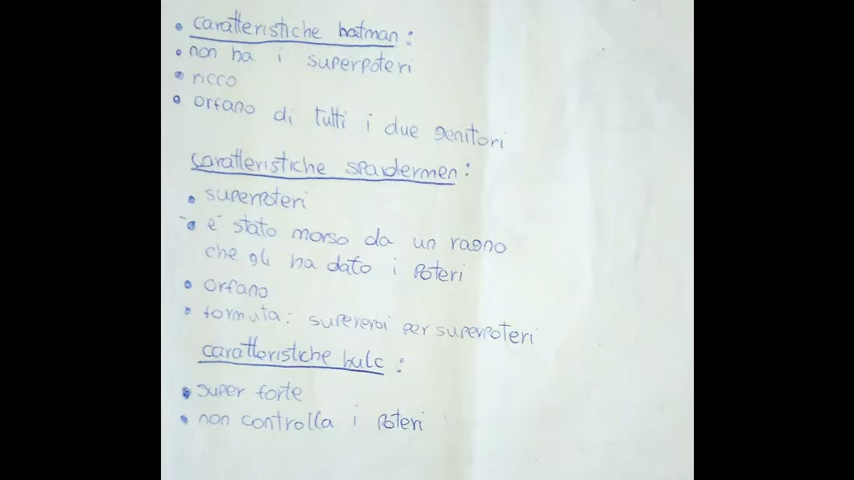 • caratteristiche batman:
• non ha i superpoteri
• ricco
• orfano di tutti i due genitori
caratteristiche spaidermen:
• superpoteri
-• e' stato morso da un ragno
che gli ha dato i poteri
• orfano
• formuta: supereroi per superpoteri
caratteristiche hulc:
• super forte
• non controlla i poteri